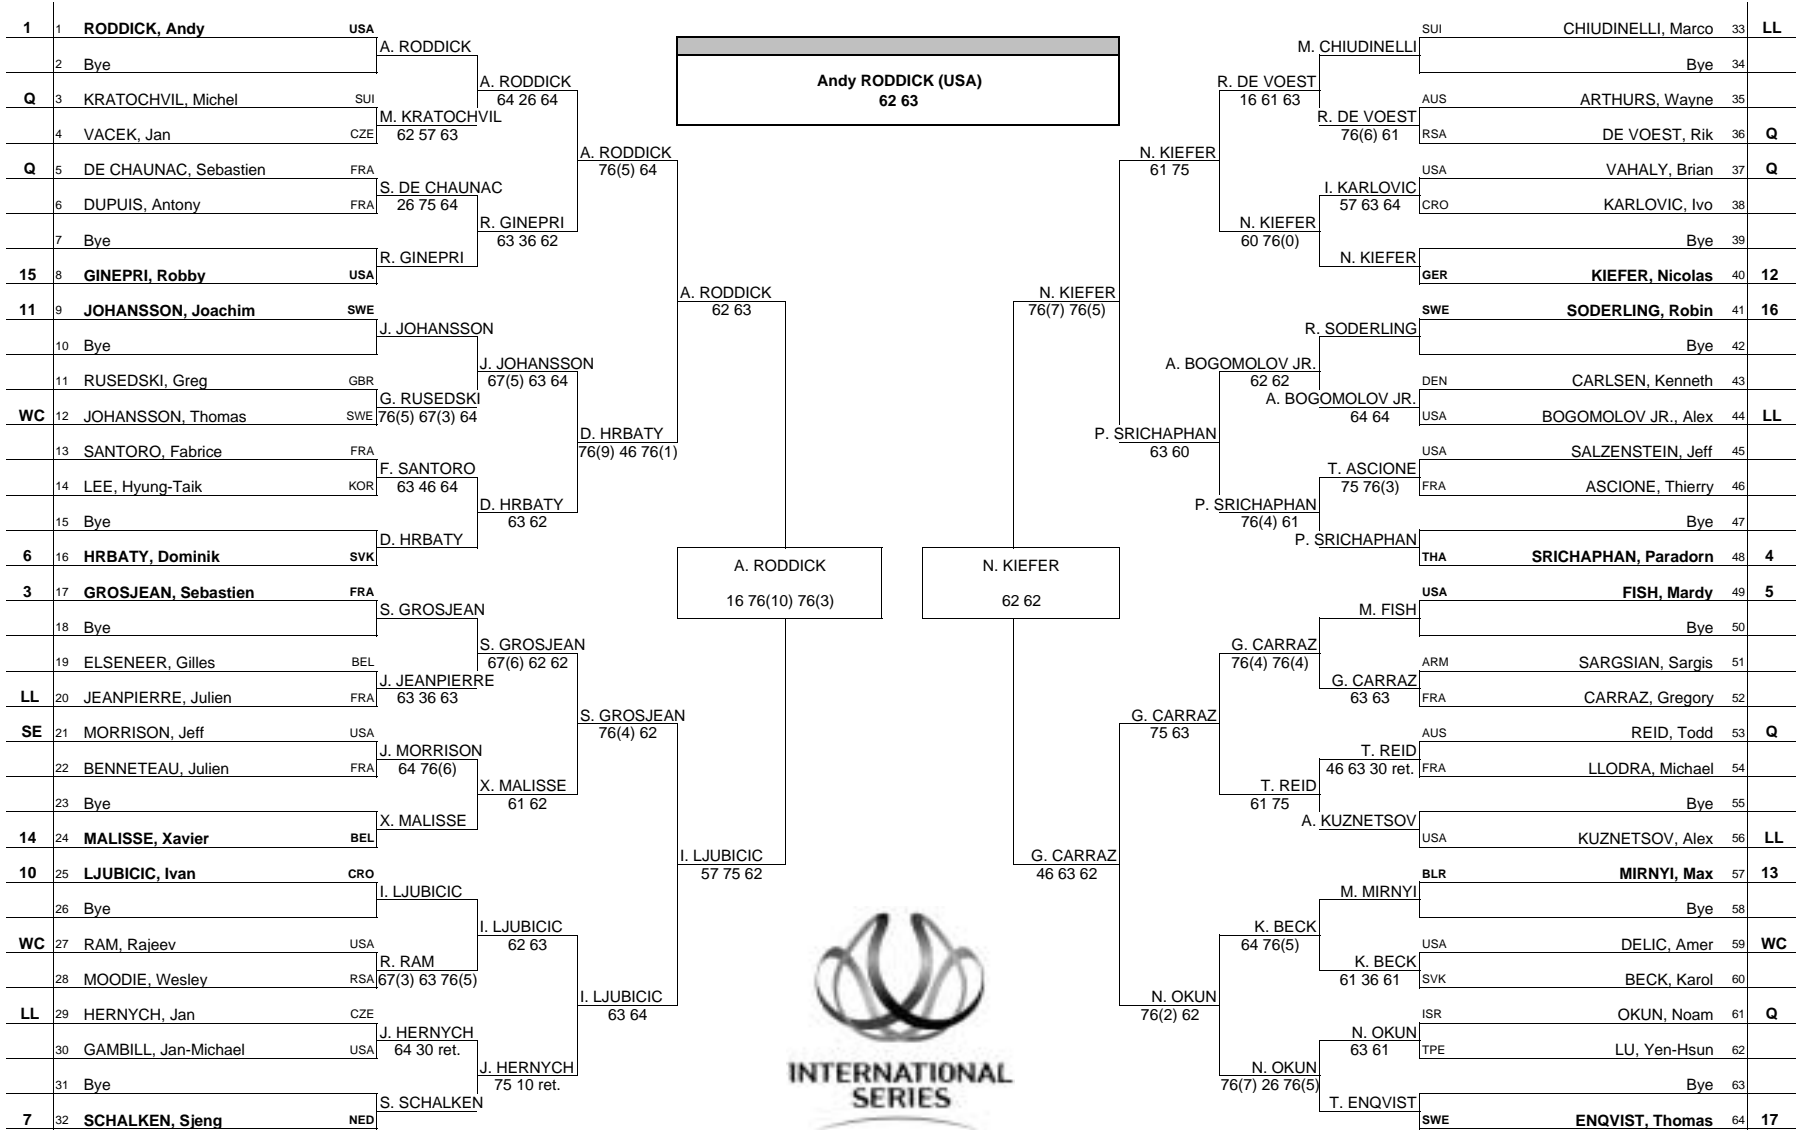 1 1 RODDICK, Andy USA
2 Bye
Q 3 KRATOCHVIL, Michel SUI
4 VACEK, Jan CZE
Q 5 DE CHAUNAC, Sebastien FRA
6 DUPUIS, Antony FRA
7 Bye
15 8 GINEPRI, Robby USA
11 9 JOHANSSON, Joachim SWE
10 Bye
11 RUSEDSKI, Greg GBR
WC 12 JOHANSSON, Thomas SWE
13 SANTORO, Fabrice FRA
14 LEE, Hyung-Taik KOR
15 Bye
6 16 HRBATY, Dominik SVK
3 17 GROSJEAN, Sebastien FRA
18 Bye
19 ELSENEER, Gilles BEL
LL 20 JEANPIERRE, Julien FRA
SE 21 MORRISON, Jeff USA
22 BENNETEAU, Julien FRA
23 Bye
14 24 MALISSE, Xavier BEL
10 25 LJUBICIC, Ivan CRO
26 Bye
WC 27 RAM, Rajeev USA
28 MOODIE, Wesley RSA
LL 29 HERNYCH, Jan CZE
30 GAMBILL, Jan-Michael USA
31 Bye
7 32 SCHALKEN, Sjeng NED
A. RODDICK
M. KRATOCHVIL
62 57 63
S. DE CHAUNAC
26 75 64
R. GINEPRI
J. JOHANSSON
G. RUSEDSKI
76(5) 67(3) 64
F. SANTORO
63 46 64
D. HRBATY
S. GROSJEAN
J. JEANPIERRE
63 36 63
J. MORRISON
64 76(6)
X. MALISSE
I. LJUBICIC
R. RAM
67(3) 63 76(5)
J. HERNYCH
64 30 ret.
S. SCHALKEN
A. RODDICK
64 26 64
R. GINEPRI
63 36 62
J. JOHANSSON
67(5) 63 64
D. HRBATY
63 62
S. GROSJEAN
67(6) 62 62
X. MALISSE
61 62
I. LJUBICIC
62 63
J. HERNYCH
75 10 ret.
A. RODDICK
76(5) 64
D. HRBATY
76(9) 46 76(1)
S. GROSJEAN
76(4) 62
I. LJUBICIC
63 64
A. RODDICK
62 63
I. LJUBICIC
57 75 62
A. RODDICK
16 76(10) 76(3)
Andy RODDICK (USA)
62 63
N. KIEFER
62 62
N. KIEFER
76(7) 76(5)
G. CARRAZ
46 63 62
N. KIEFER
61 75
P. SRICHAPHAN
63 60
G. CARRAZ
75 63
N. OKUN
76(2) 62
R. DE VOEST
16 61 63
N. KIEFER
60 76(0)
A. BOGOMOLOV JR.
62 62
P. SRICHAPHAN
76(4) 61
G. CARRAZ
76(4) 76(4)
T. REID
61 75
K. BECK
64 76(5)
N. OKUN
76(7) 26 76(5)
M. CHIUDINELLI
R. DE VOEST
76(6) 61
I. KARLOVIC
57 63 64
N. KIEFER
R. SODERLING
A. BOGOMOLOV JR.
64 64
T. ASCIONE
75 76(3)
P. SRICHAPHAN
M. FISH
G. CARRAZ
63 63
T. REID
46 63 30 ret.
A. KUZNETSOV
M. MIRNYI
K. BECK
61 36 61
N. OKUN
63 61
T. ENQVIST
SUI CHIUDINELLI, Marco 33 LL
Bye 34
AUS ARTHURS, Wayne 35
RSA DE VOEST, Rik 36 Q
USA VAHALY, Brian 37 Q
CRO KARLOVIC, Ivo 38
Bye 39
GER KIEFER, Nicolas 40 12
SWE SODERLING, Robin 41 16
Bye 42
DEN CARLSEN, Kenneth 43
USA BOGOMOLOV JR., Alex 44 LL
USA SALZENSTEIN, Jeff 45
FRA ASCIONE, Thierry 46
Bye 47
THA SRICHAPHAN, Paradorn 48 4
USA FISH, Mardy 49 5
Bye 50
ARM SARGSIAN, Sargis 51
FRA CARRAZ, Gregory 52
AUS REID, Todd 53 Q
FRA LLODRA, Michael 54
Bye 55
USA KUZNETSOV, Alex 56 LL
BLR MIRNYI, Max 57 13
Bye 58
USA DELIC, Amer 59 WC
SVK BECK, Karol 60
ISR OKUN, Noam 61 Q
TPE LU, Yen-Hsun 62
Bye 63
SWE ENQVIST, Thomas 64 17
INTERNATIONAL
SERIES